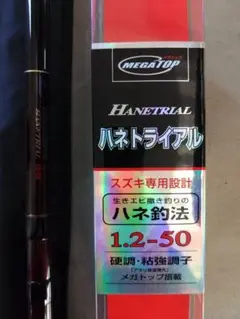 MEGATOP
HANETRIAL
ハネトライアル
スズキ専用設計
生きエビ撒き釣りの
ハネ釣法
1.2-50
硬調・粘強調子
メガトップ搭載
HANETRIAL